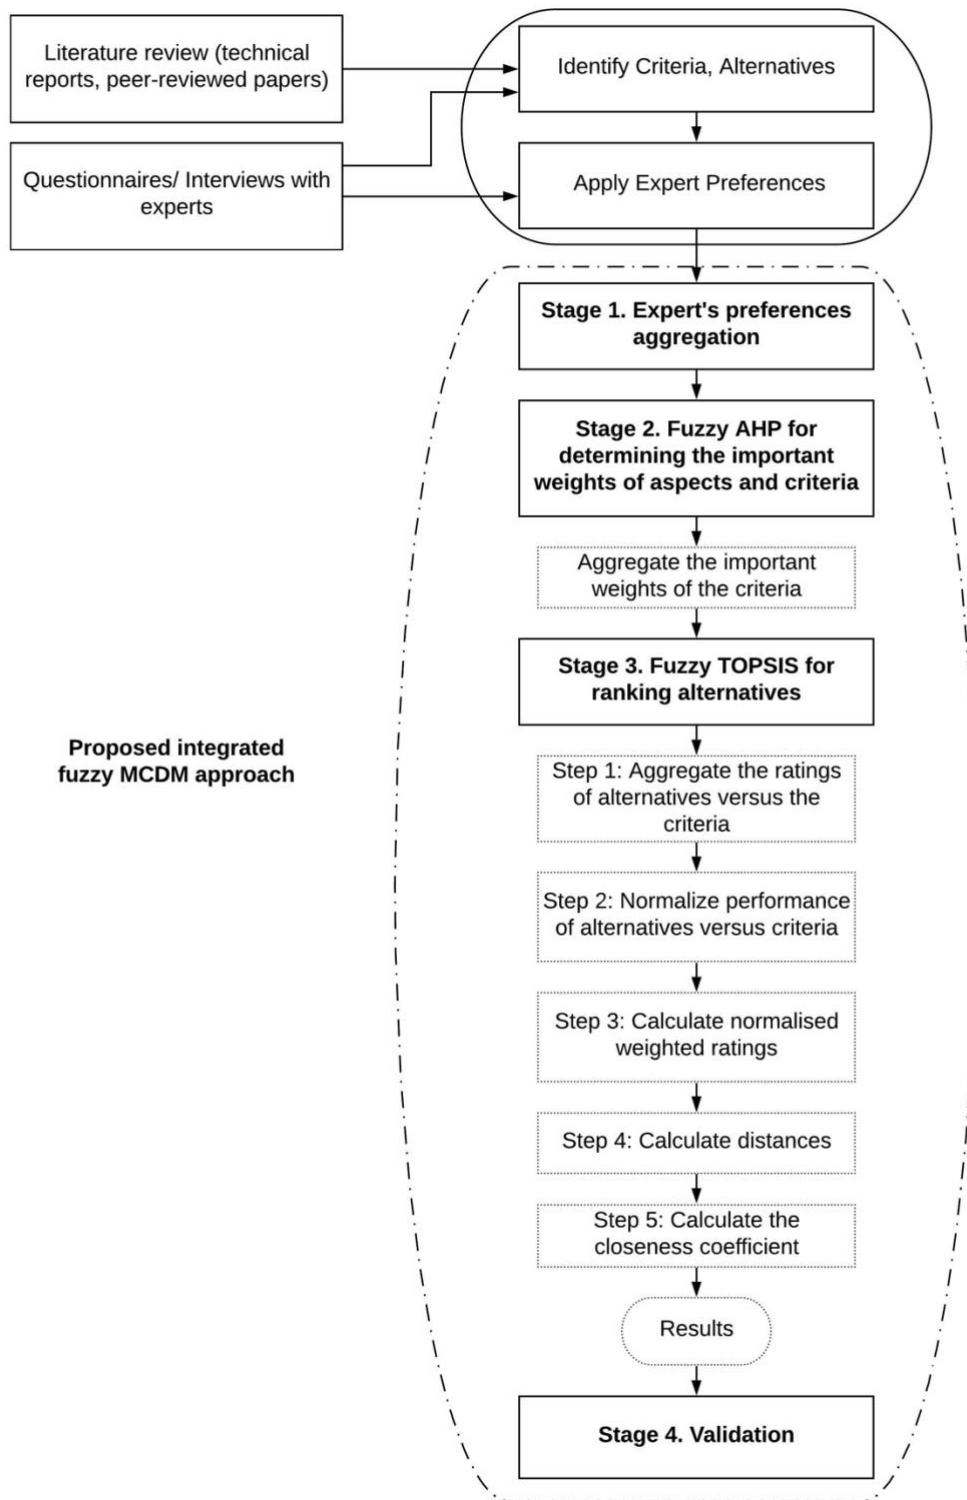 Literature review (technical
reports, peer-reviewed papers)
Identify Criteria, Alternatives
Questionnaires/ Interviews with
experts
Apply Expert Preferences
Stage 1. Expert's preferences
aggregation
Stage 2. Fuzzy AHP for
determining the important
weights of aspects and criteria
Aggregate the important
weights of the criteria
Stage 3. Fuzzy TOPSIS for
ranking alternatives
Proposed integrated
fuzzy MCDM approach
Step 1: Aggregate the ratings
of alternatives versus the
criteria
Step 2: Normalize performance
of alternatives versus criteria
Step 3: Calculate normalised
weighted ratings
Step 4: Calculate distances
Step 5: Calculate the
closeness coefficient
Results
Stage 4. Validation